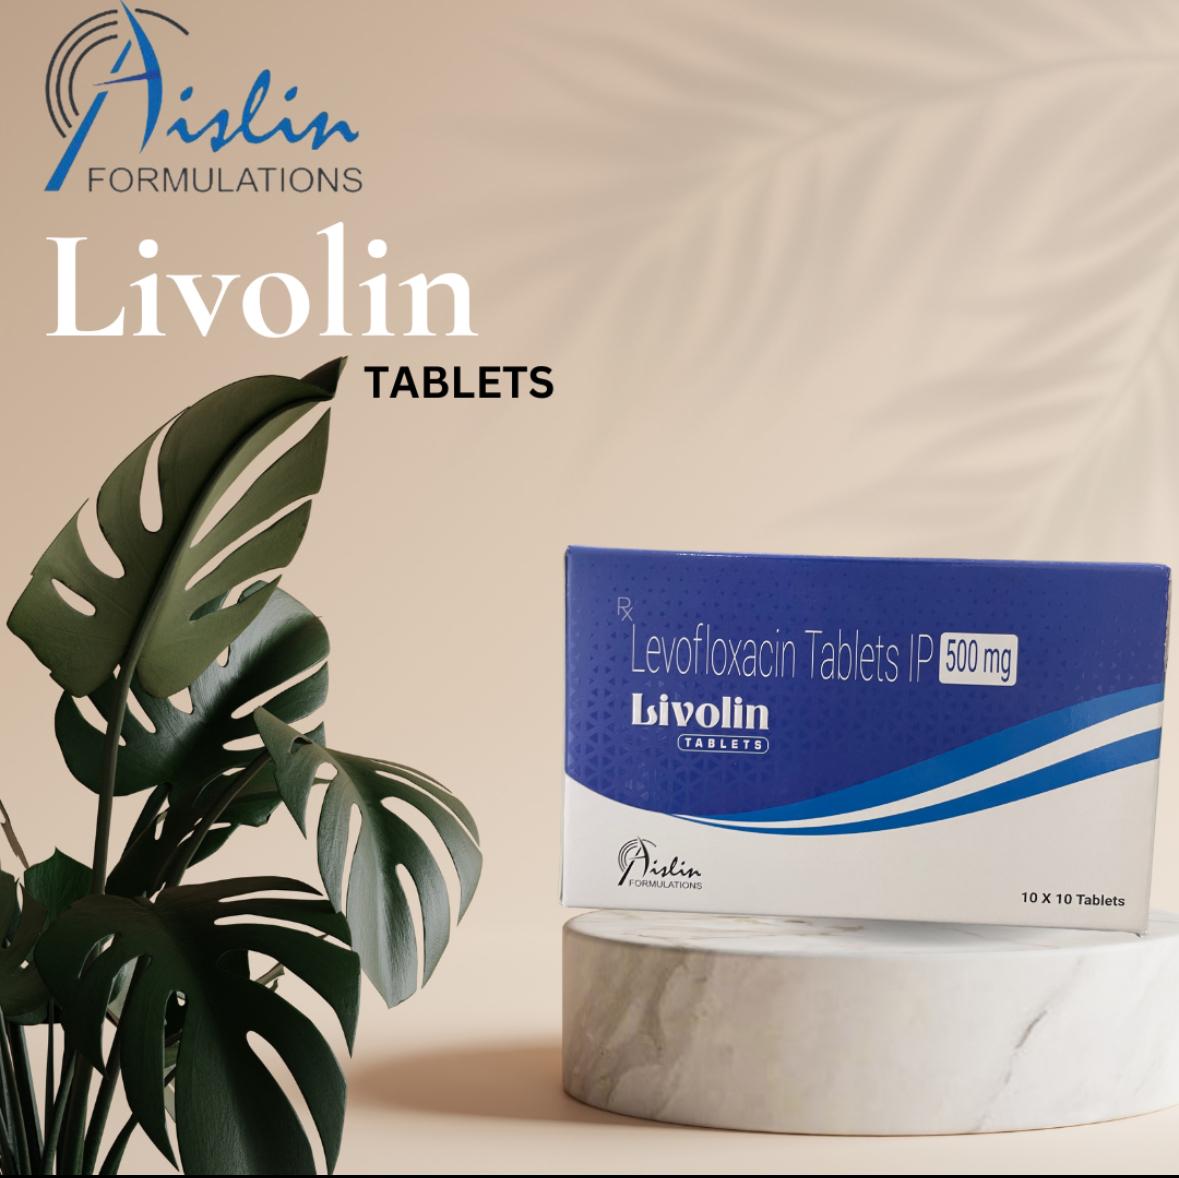 Aislin
FORMULATIONS
Livolin
TABLETS
Rx
Levofloxacin Tablets IP 500 mg
Livolin
TABLETS
Aislin
FORMULATIONS
10 X 10 Tablets